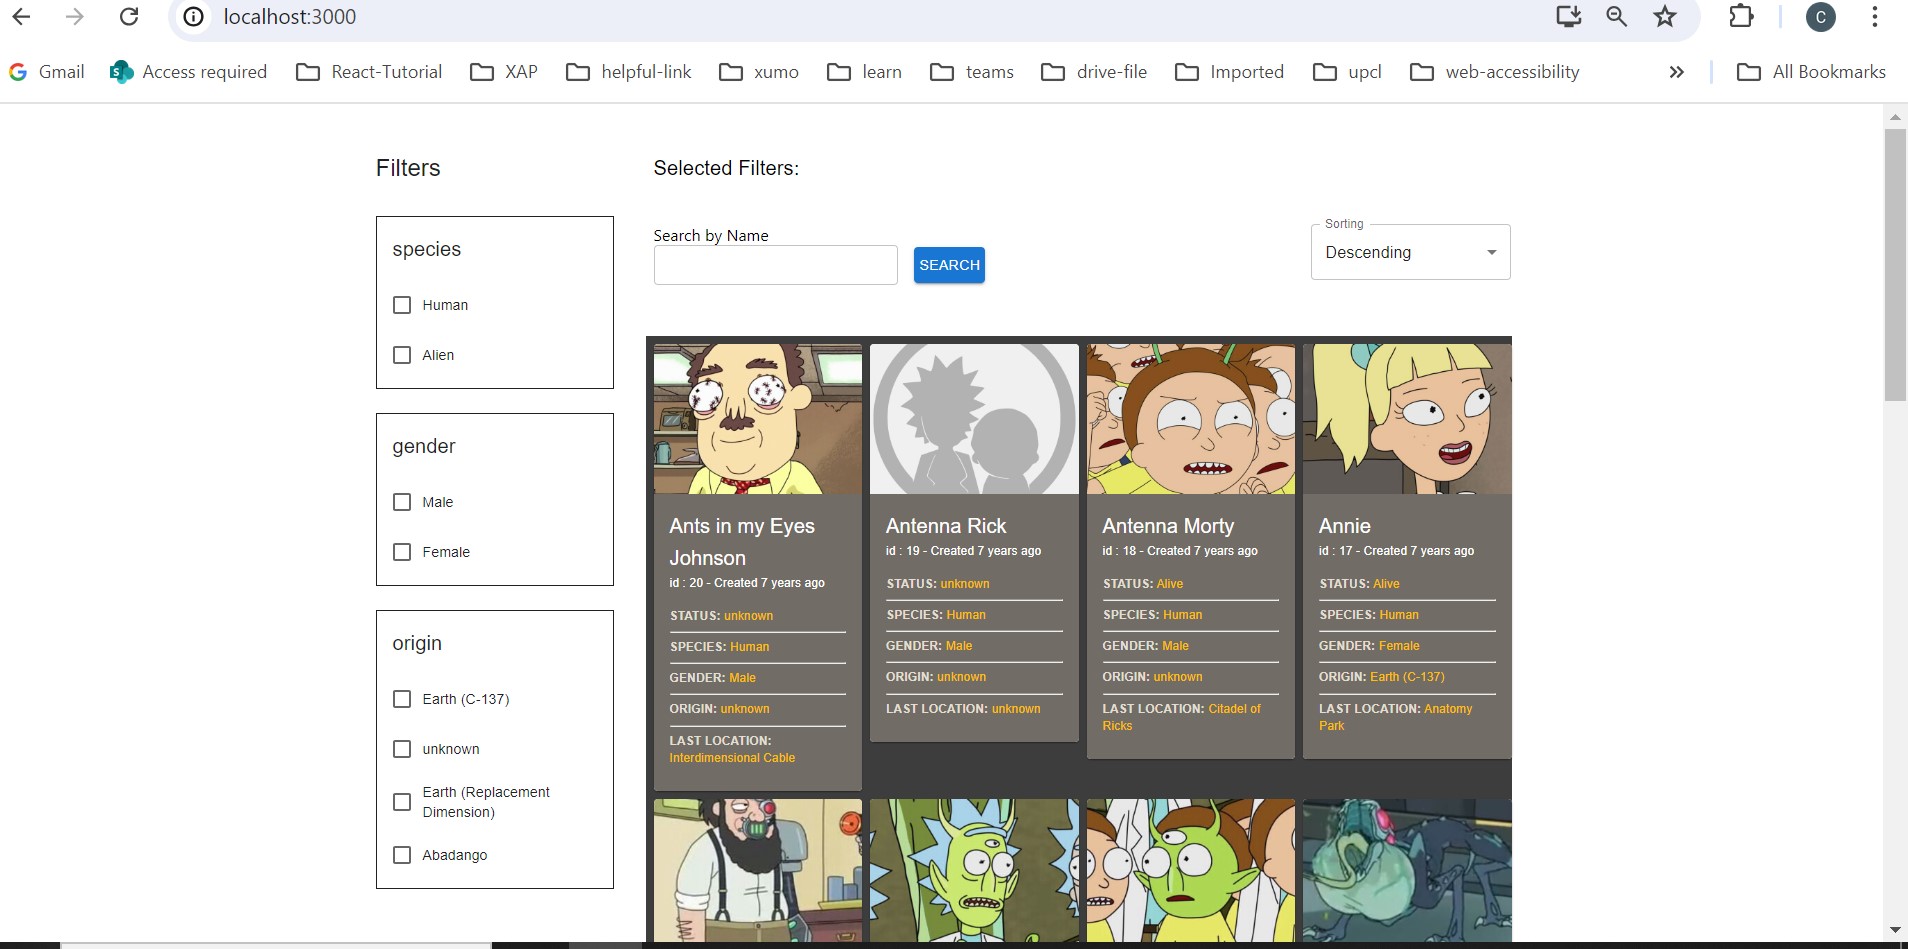 localhost:3000
C
Gmail
Access required
React-Tutorial
XAP
helpful-link
xumo
learn
teams
drive-file
Imported
upcl
web-accessibility
All Bookmarks
Filters
species
Human
Alien
gender
Male
Female
origin
Earth (C-137)
unknown
Earth (Replacement
Dimension)
Abadango
Selected Filters:
Search by Name
SEARCH
Sorting
Descending
Ants in my Eyes
Johnson
id : 20 - Created 7 years ago
STATUS: unknown
SPECIES: Human
GENDER: Male
ORIGIN: unknown
LAST LOCATION:
Interdimensional Cable
Antenna Rick
id : 19 - Created 7 years ago
STATUS: unknown
SPECIES: Human
GENDER: Male
ORIGIN: unknown
LAST LOCATION: unknown
Antenna Morty
id : 18 - Created 7 years ago
STATUS: Alive
SPECIES: Human
GENDER: Male
ORIGIN: unknown
LAST LOCATION: Citadel of
Ricks
Annie
id : 17 - Created 7 years ago
STATUS: Alive
SPECIES: Human
GENDER: Female
ORIGIN: Earth (C-137)
LAST LOCATION: Anatomy
Park